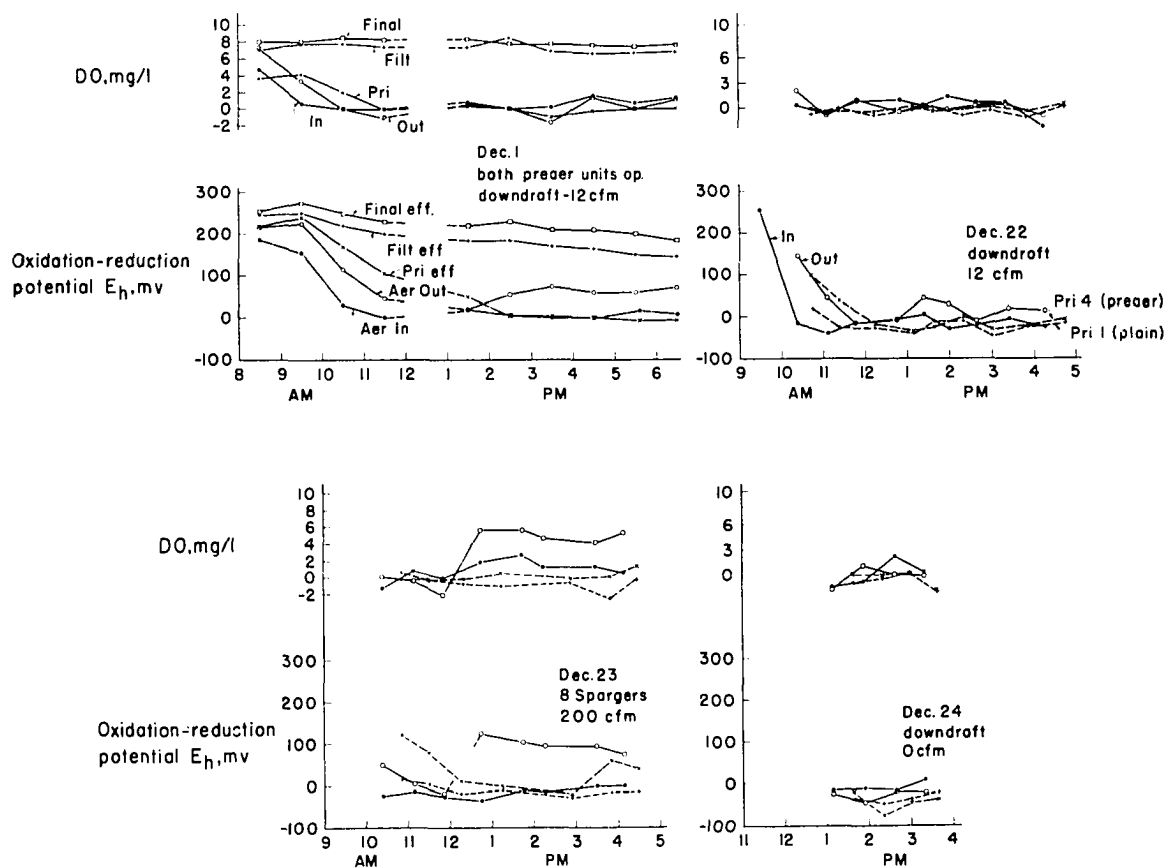 10
8
6
4
2
0
-2
DO,mg/l
Final
Filt
Pri
In
Out
10
8
6
3
0
Dec. 1
both preaer units op.
downdraft-12cfm
300
200
100
0
-100
Oxidation-reduction
potential Eh,mv
Final eff.
Filt eff
Pri eff
Aer Out
Aer In
8 9 10 11 12 1 2 3 4 5 6
AM PM
300
200
100
0
-100
In
Out
Dec. 22
downdraft
12 cfm
Pri 4 (preaer)
Pri 1 (plain)
9 10 11 12 1 2 3 4 5
AM PM
10
8
6
4
2
0
-2
DO,mg/l
10
6
3
0
300
200
100
0
-100
Oxidation-reduction
potential Eh,mv
Dec. 23
8 Spargers
200 cfm
9 10 11 12 1 2 3 4 5
AM PM
300
200
100
0
-100
Dec. 24
downdraft
0cfm
11 12 1 2 3 4
PM